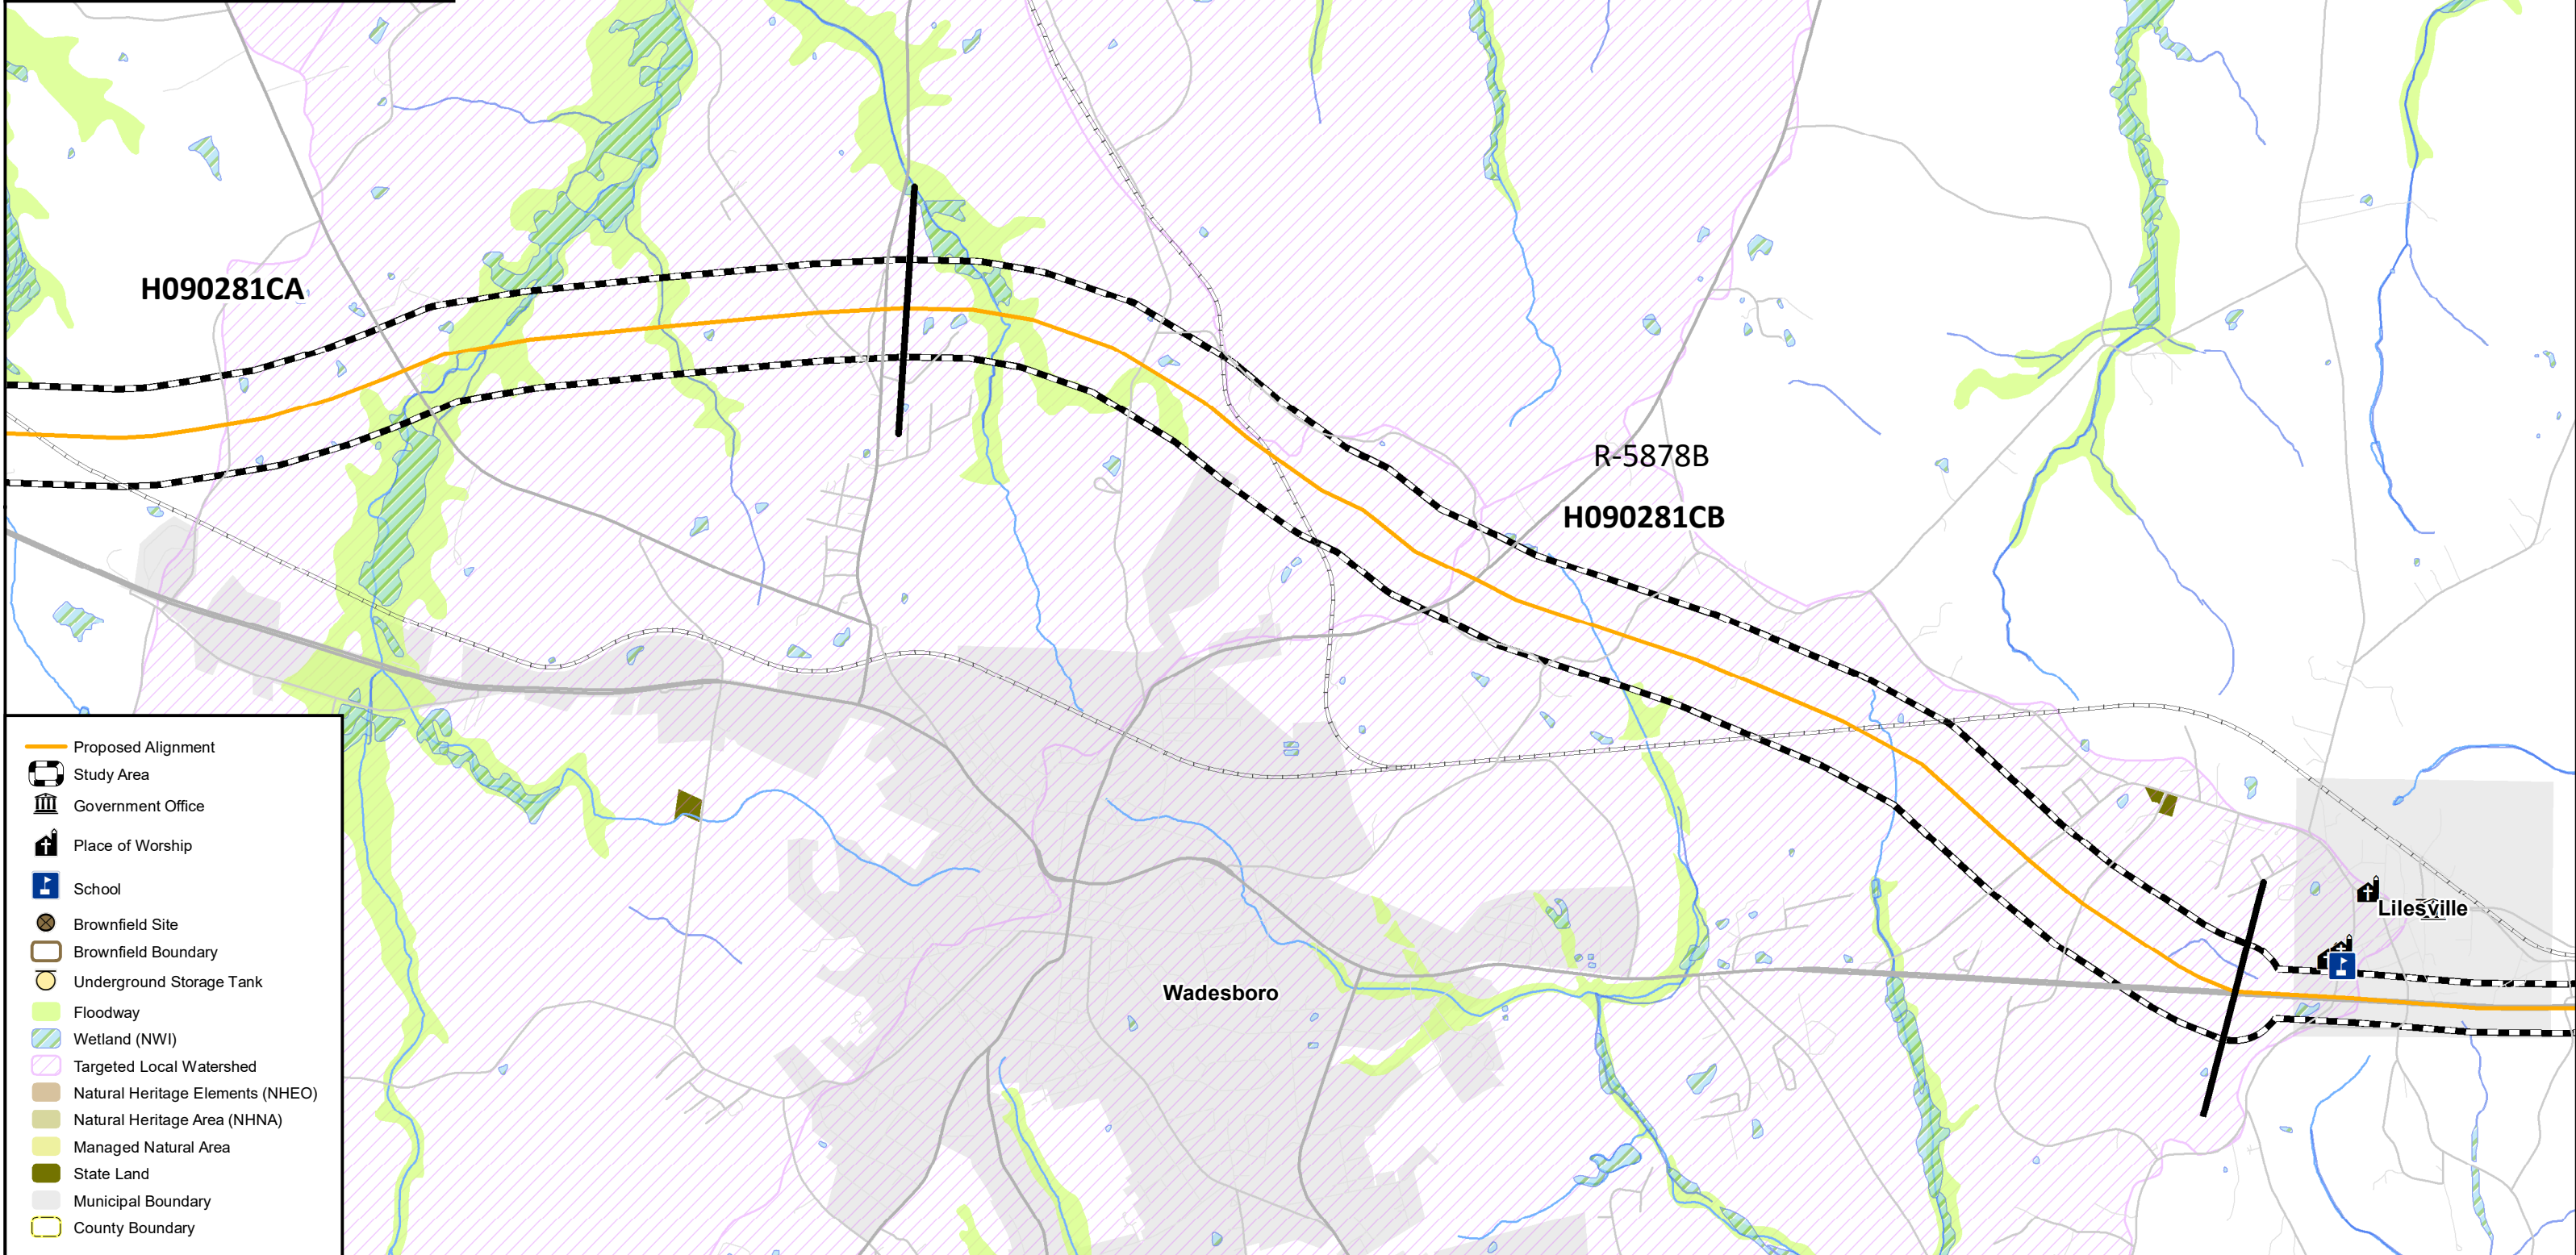 H090281CA
R-5878B
H090281CB
Lilesville
Wadesboro
Proposed Alignment
Study Area
Government Office
Place of Worship
School
Brownfield Site
Brownfield Boundary
Underground Storage Tank
Floodway
Wetland (NWI)
Targeted Local Watershed
Natural Heritage Elements (NHEO)
Natural Heritage Area (NHNA)
Managed Natural Area
State Land
Municipal Boundary
County Boundary